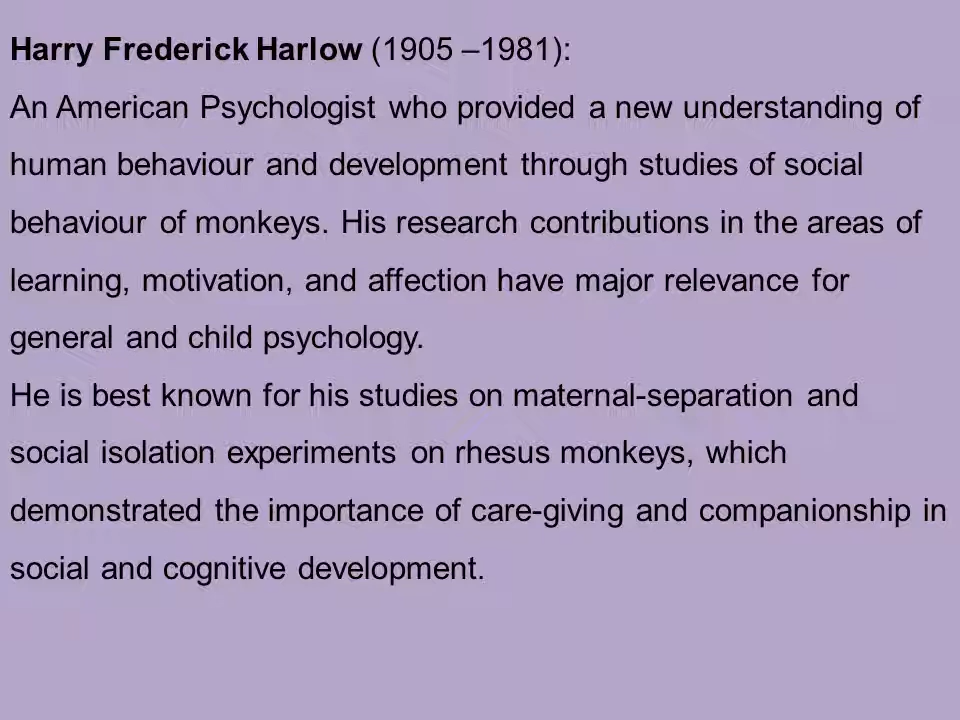 Harry Frederick Harlow (1905 –1981):
An American Psychologist who provided a new understanding of
human behaviour and development through studies of social
behaviour of monkeys. His research contributions in the areas of
learning, motivation, and affection have major relevance for
general and child psychology.
He is best known for his studies on maternal-separation and
social isolation experiments on rhesus monkeys, which
demonstrated the importance of care-giving and companionship in
social and cognitive development.